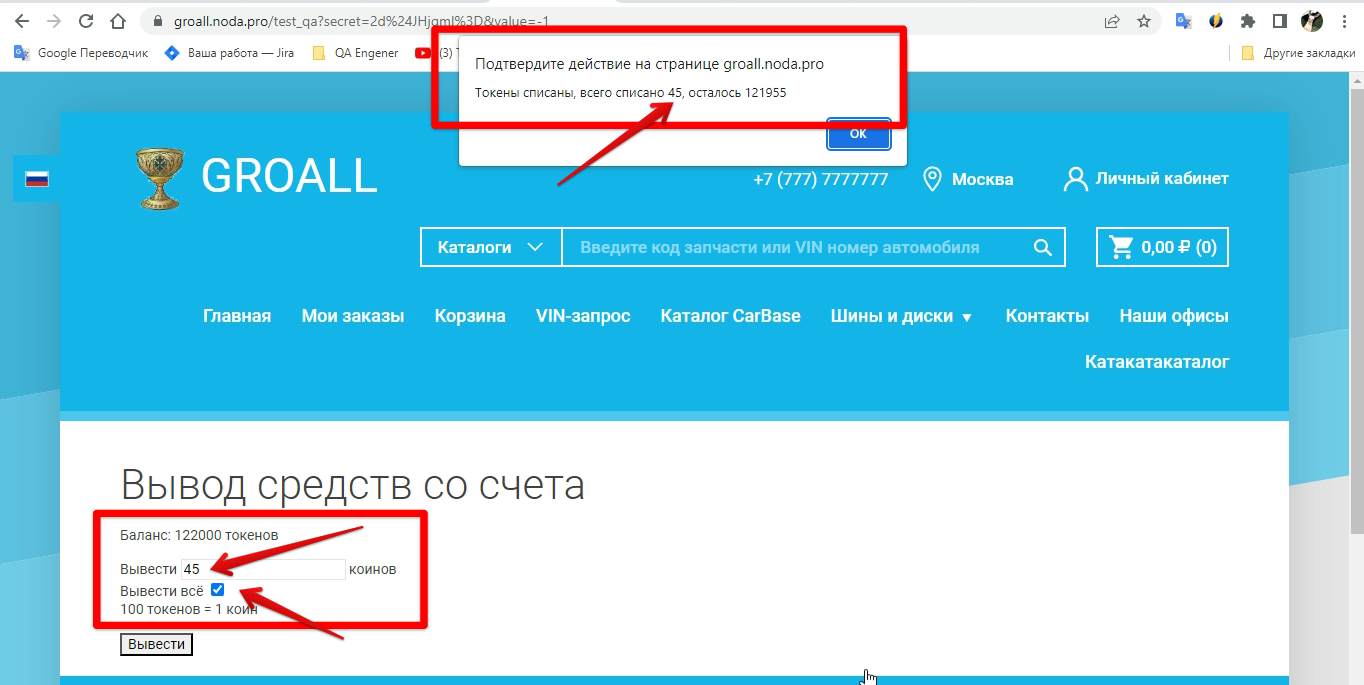 groall.noda.pro/test_qa?secret=2d%24JHjgmI%3D&value=-1
Google Переводчик
Ваша работа — Jira
QA Engener
(3)
Другие закладки
Подтвердите действие на странице groall.noda.pro
Токены списаны, всего списано 45, осталось 121955
ОК
GROALL
+7 (777) 7777777
Москва
Личный кабинет
Каталоги
Введите код запчасти или VIN номер автомобиля
0,00 ₽ (0)
Главная Мои заказы Корзина VIN-запрос Каталог CarBase Шины и диски ▼ Контакты Наши офисы
Катакатакаталог
Вывод средств со счета
Баланс: 122000 токенов
Вывести 45 коинов
Вывести всё
100 токенов = 1 коин
Вывести